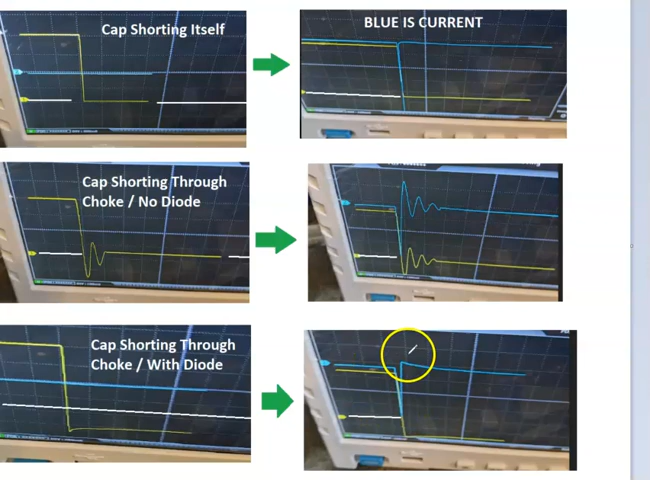 Cap Shorting Itself
BLUE IS CURRENT
Cap Shorting Through
Choke / No Diode
Cap Shorting Through
Choke / With Diode